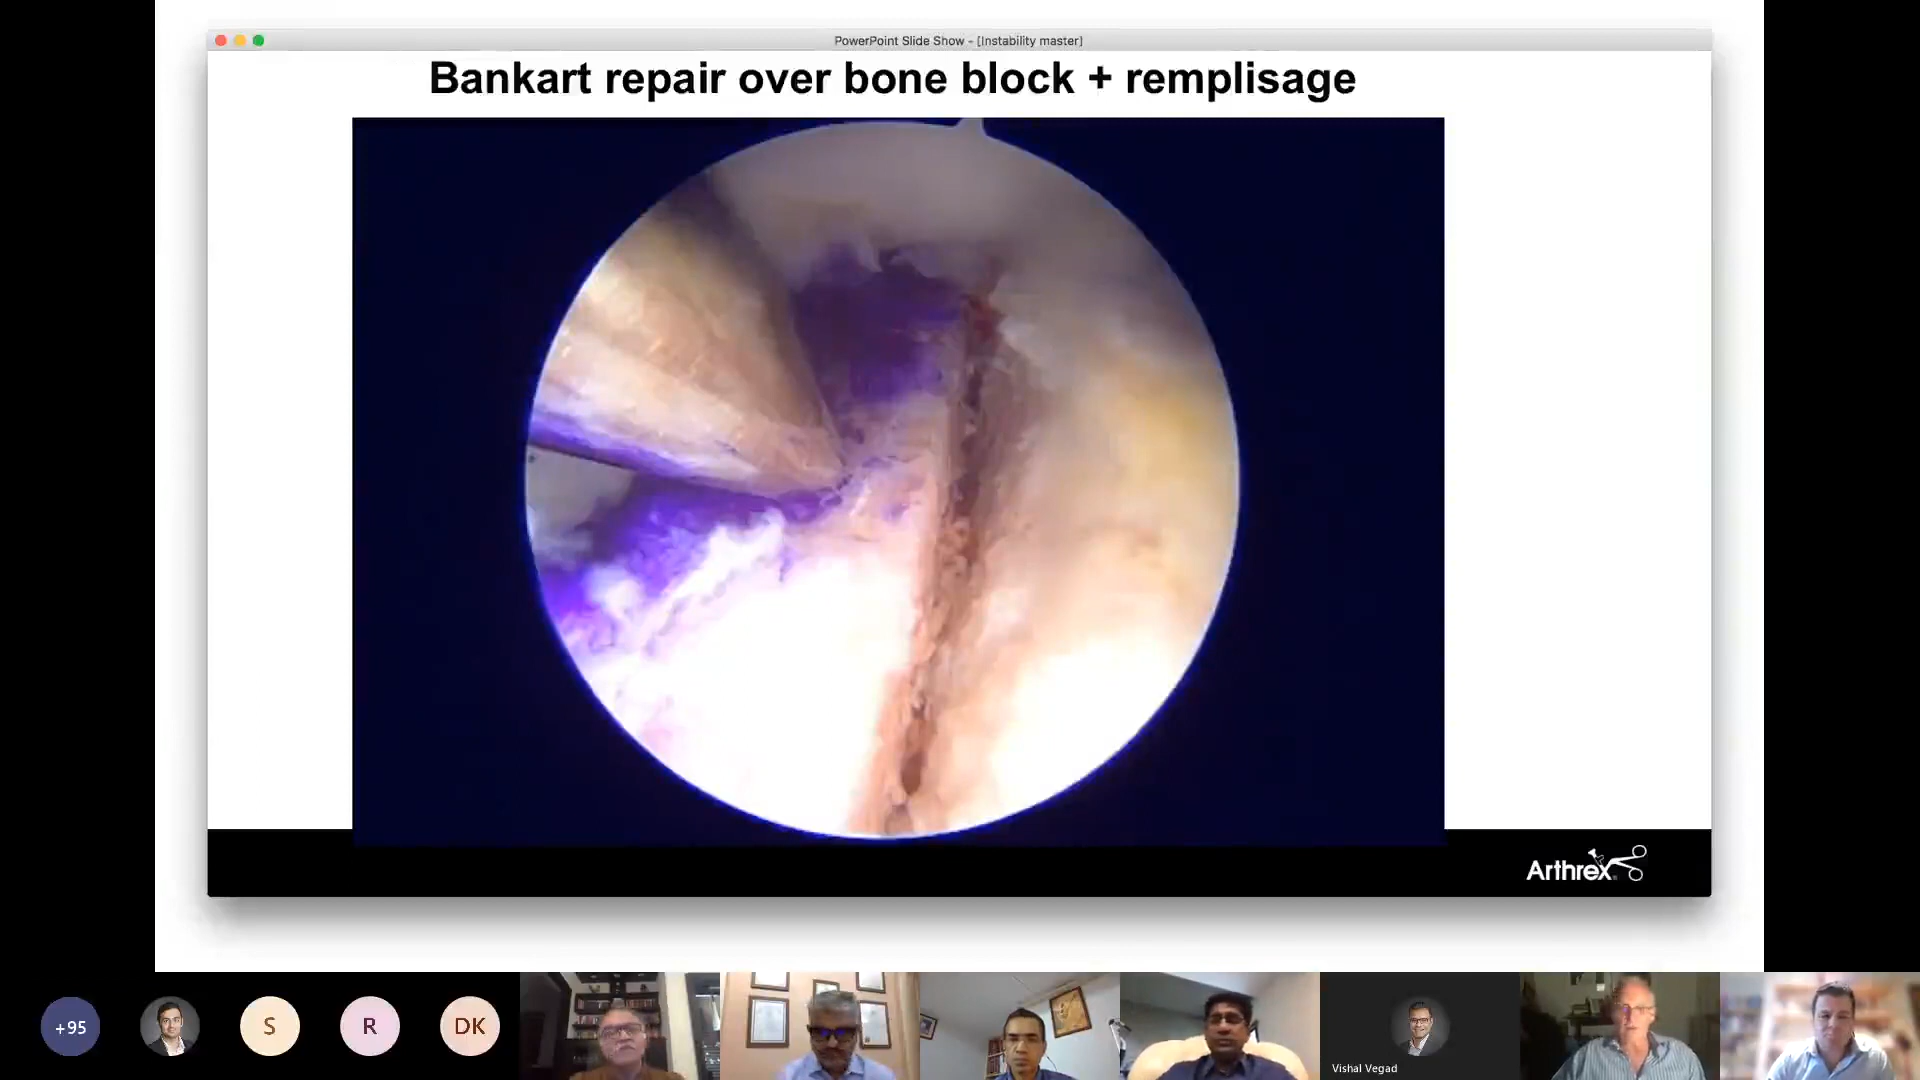 PowerPoint Slide Show - [Instability master]
Bankart repair over bone block + remplisage
Arthrex
+95
S
R
DK
Vishal Vegad